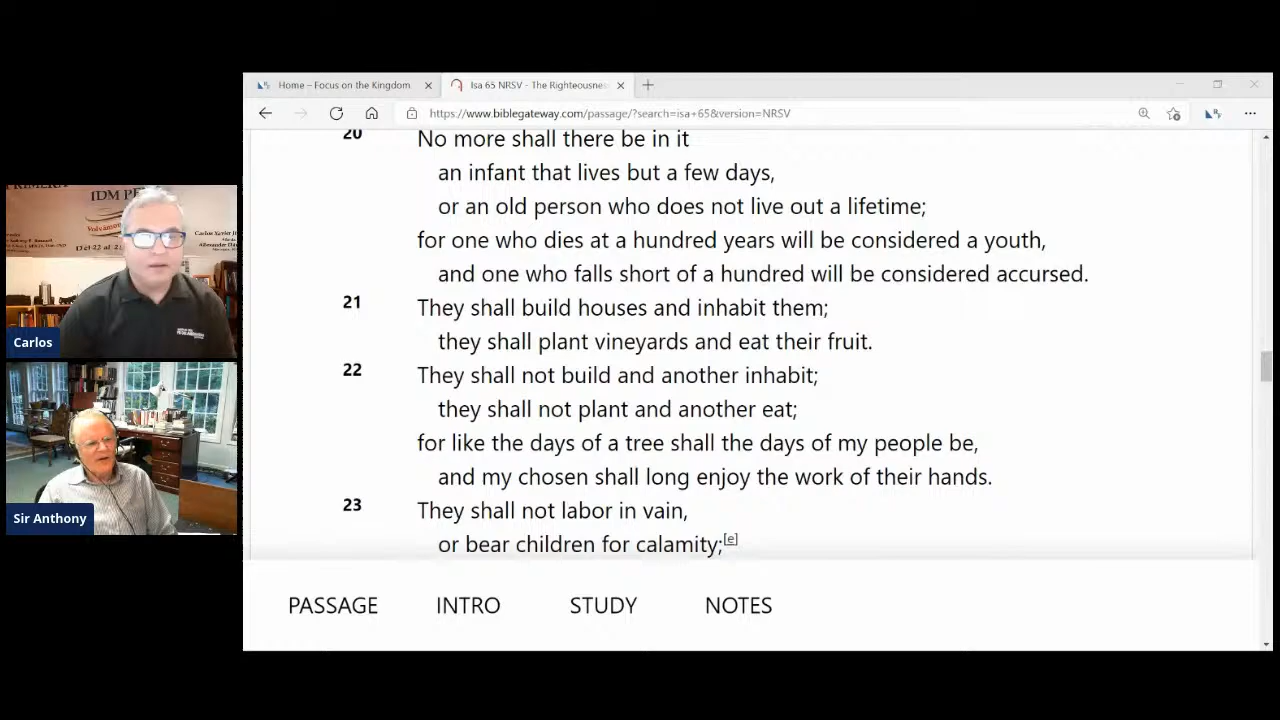 Home – Focus on the Kingdom
Isa 65 NRSV - The Righteousnes
https://www.biblegateway.com/passage/?search=isa+65&version=NRSV
20 No more shall there be in it
an infant that lives but a few days,
or an old person who does not live out a lifetime;
for one who dies at a hundred years will be considered a youth,
and one who falls short of a hundred will be considered accursed.
21 They shall build houses and inhabit them;
they shall plant vineyards and eat their fruit.
22 They shall not build and another inhabit;
they shall not plant and another eat;
for like the days of a tree shall the days of my people be,
and my chosen shall long enjoy the work of their hands.
23 They shall not labor in vain,
or bear children for calamity;[e]
PASSAGE INTRO STUDY NOTES
IDM PE
Carlos
Sir Anthony